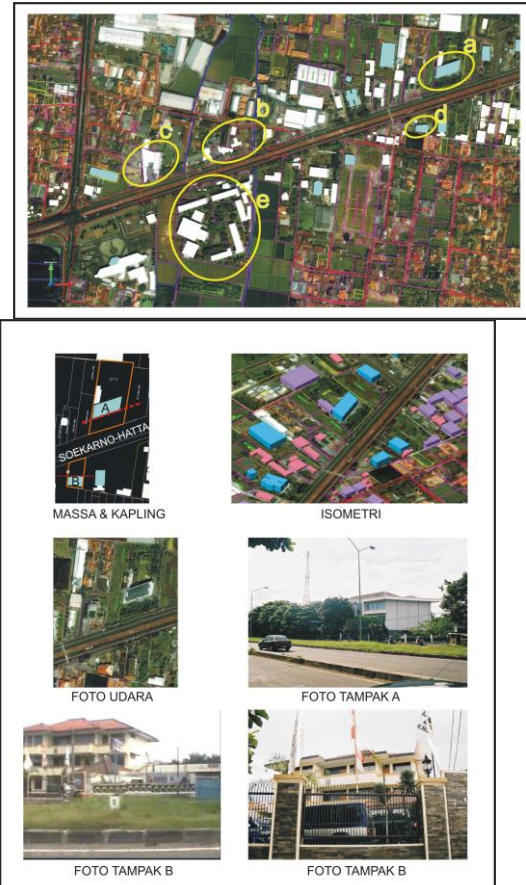 a
b
d
c
e
A
SOEKARNO-HATTA
B
MASSA & KAPLING
ISOMETRI
FOTO UDARA
FOTO TAMPAK A
FOTO TAMPAK B
FOTO TAMPAK B